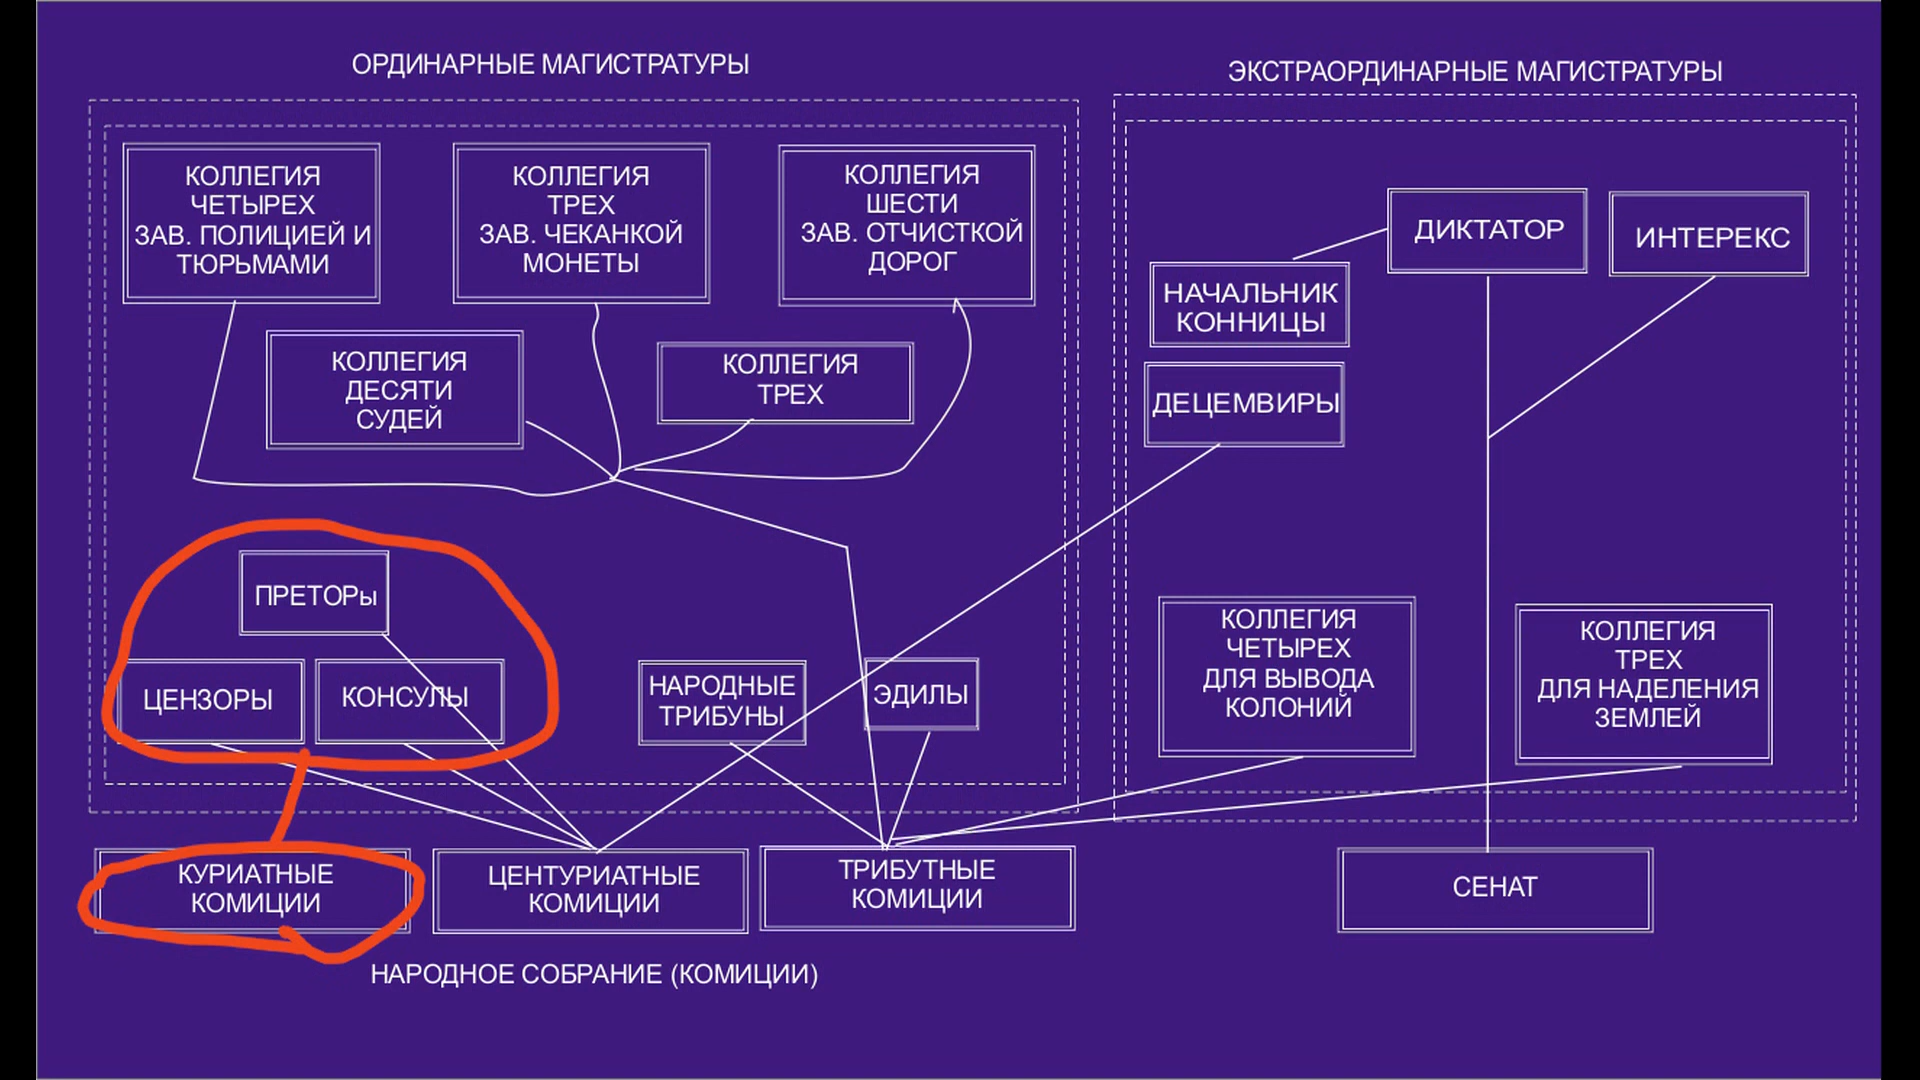 ОРДИНАРНЫЕ МАГИСТРАТУРЫ
ЭКСТРАОРДИНАРНЫЕ МАГИСТРАТУРЫ
КОЛЛЕГИЯ
ЧЕТЫРЕХ
ЗАВ. ПОЛИЦИЕЙ И
ТЮРЬМАМИ
КОЛЛЕГИЯ
ТРЕХ
ЗАВ. ЧЕКАНКОЙ
МОНЕТЫ
КОЛЛЕГИЯ
ШЕСТИ
ЗАВ. ОТЧИСТКОЙ
ДОРОГ
КОЛЛЕГИЯ
ДЕСЯТИ
СУДЕЙ
КОЛЛЕГИЯ
ТРЕХ
ДИКТАТОР
ИНТЕРЕКС
НАЧАЛЬНИК
КОННИЦЫ
ДЕЦЕМВИРЫ
ПРЕТОРы
ЦЕНЗОРЫ
КОНСУЛЫ
НАРОДНЫЕ
ТРИБУНЫ
ЭДИЛЫ
КОЛЛЕГИЯ
ЧЕТЫРЕХ
ДЛЯ ВЫВОДА
КОЛОНИЙ
КОЛЛЕГИЯ
ТРЕХ
ДЛЯ НАДЕЛЕНИЯ
ЗЕМЛЕЙ
КУРИАТНЫЕ
КОМИЦИИ
ЦЕНТУРИАТНЫЕ
КОМИЦИИ
ТРИБУТНЫЕ
КОМИЦИИ
СЕНАТ
НАРОДНОЕ СОБРАНИЕ (КОМИЦИИ)